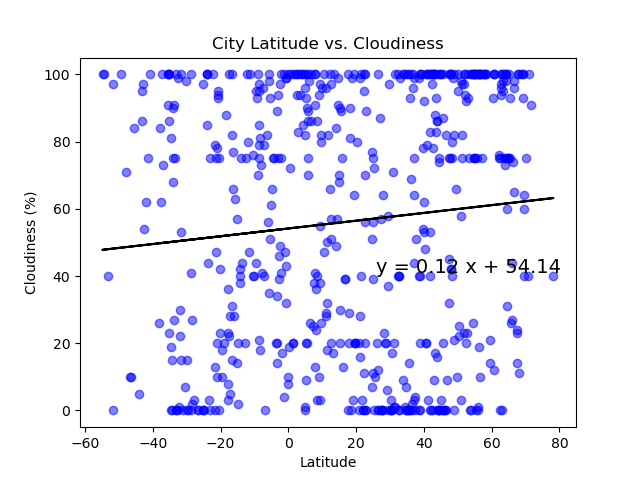 City Latitude vs. Cloudiness
100
80
60
40
20
0
Cloudiness (%)
y = 0.12 x + 54.14
−60 −40 −20 0 20 40 60 80
Latitude